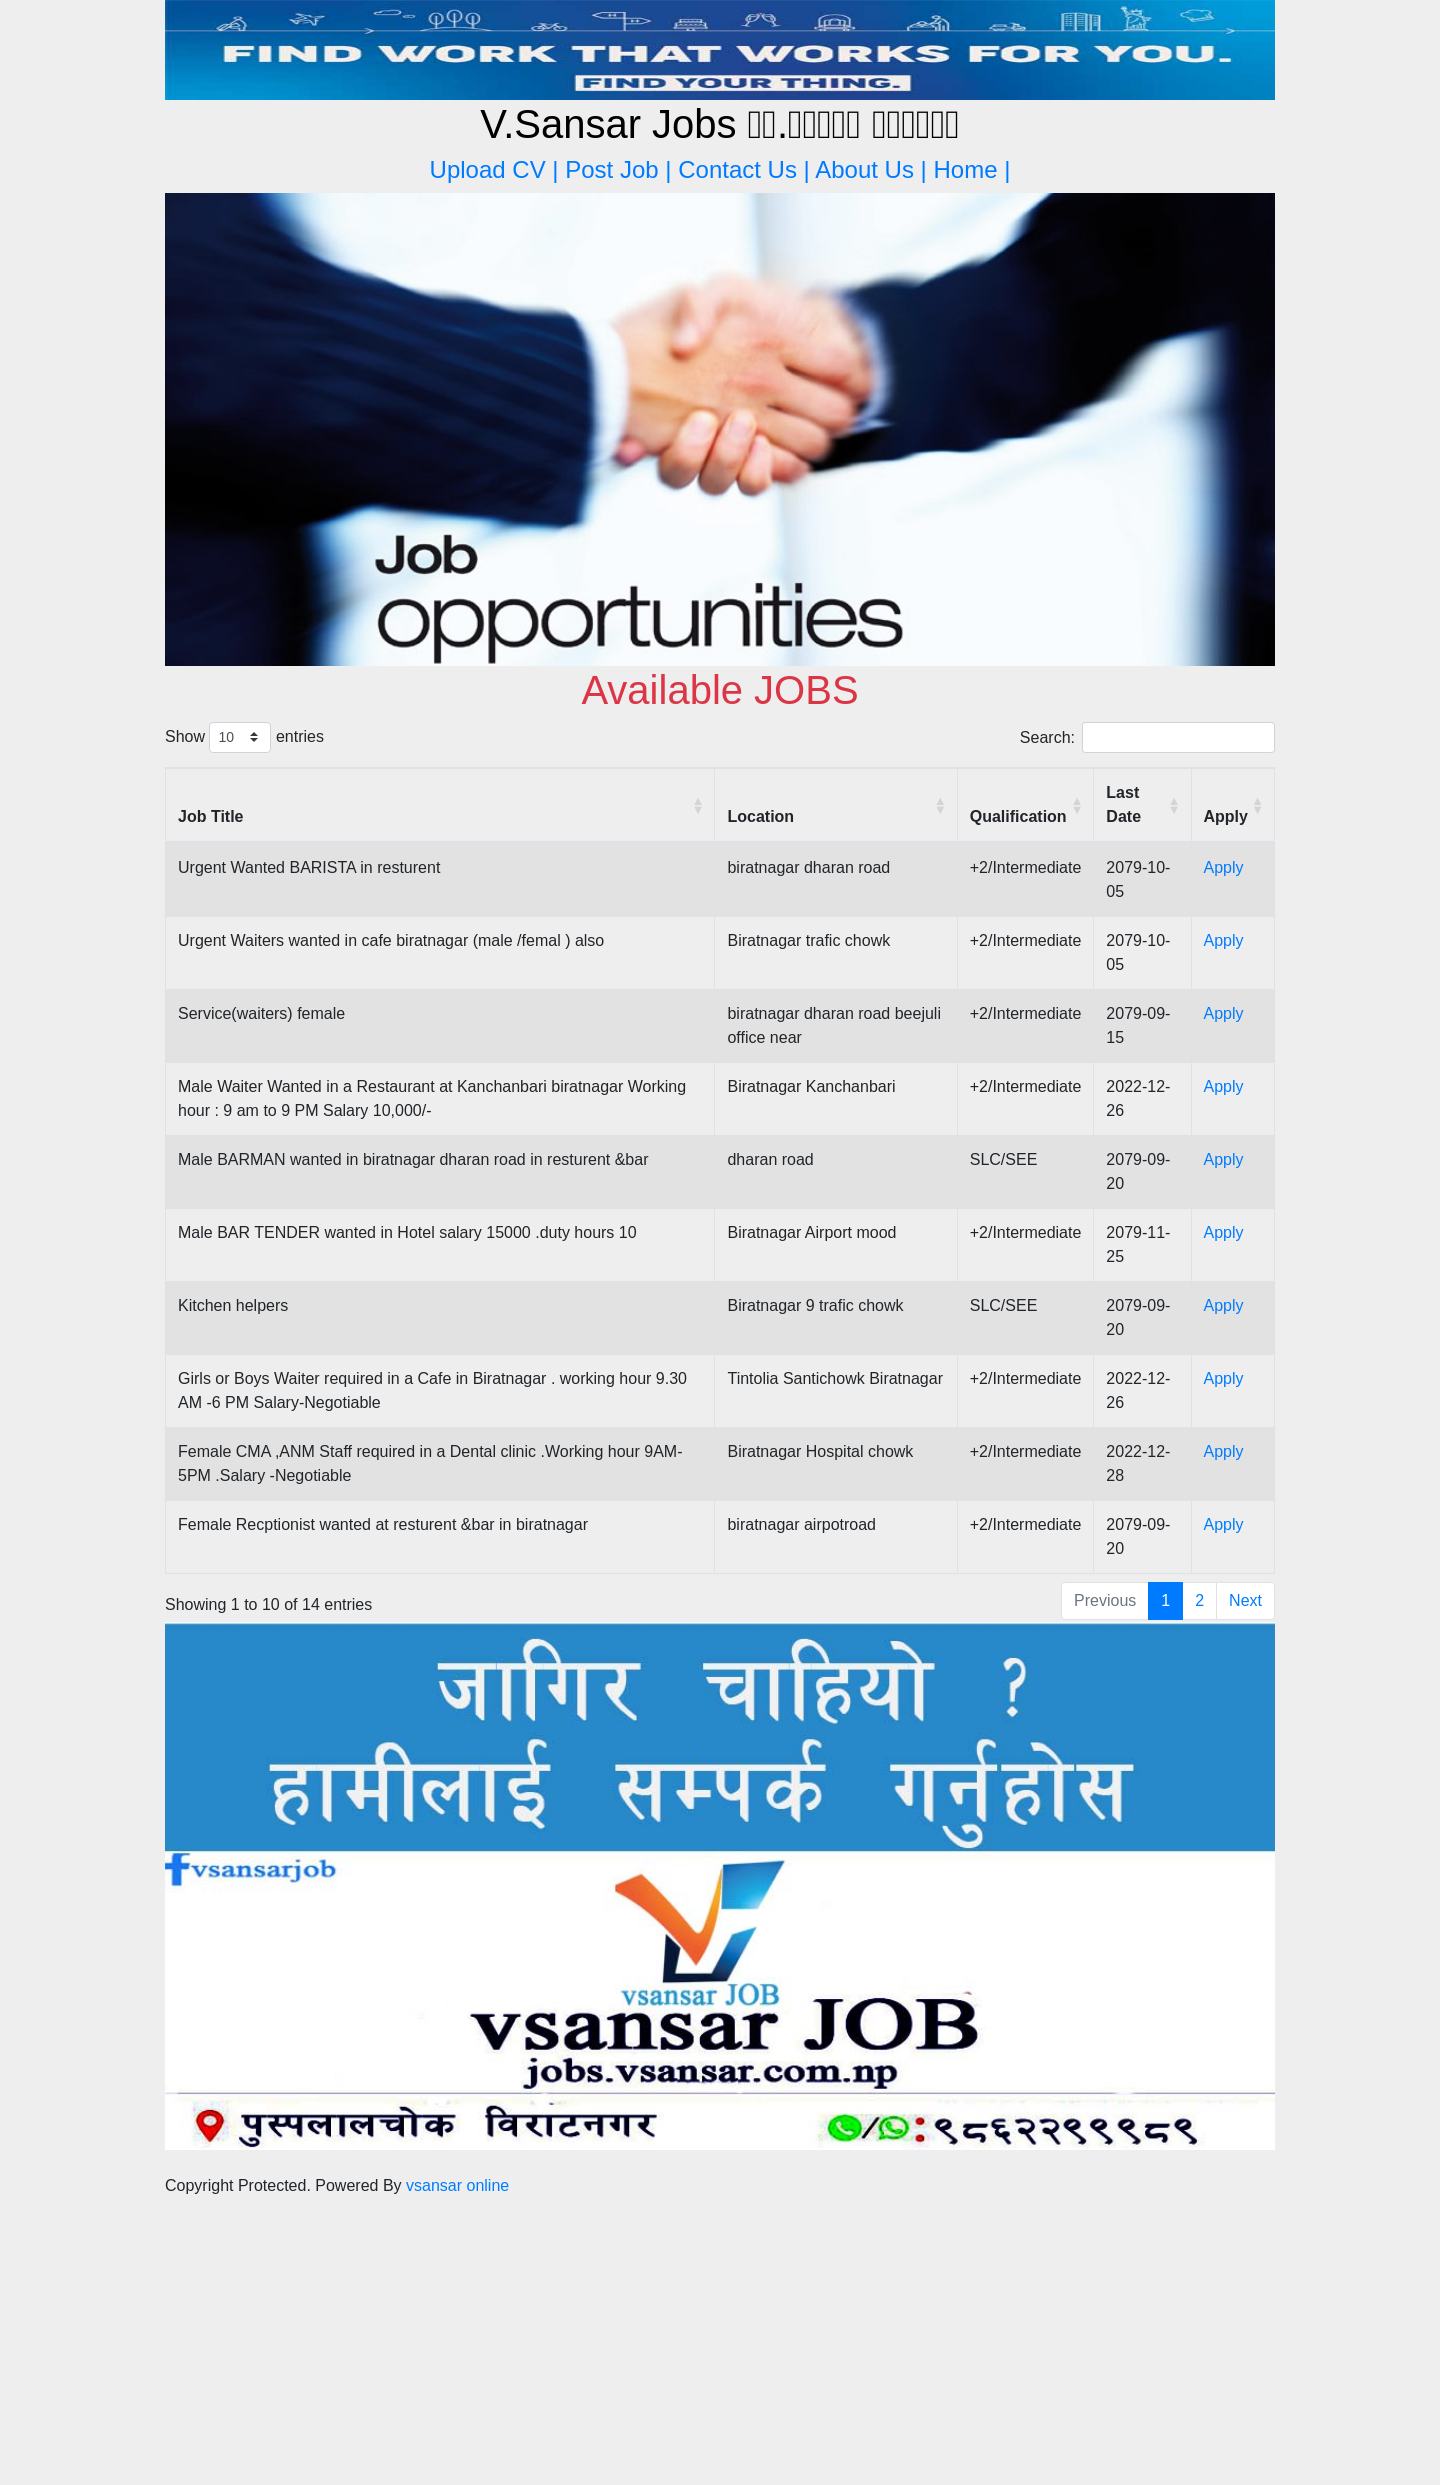 FIND WORK THAT WORKS FOR YOU.
FIND YOUR THING.
V.Sansar Jobs
Upload CV | Post Job | Contact Us | About Us | Home |
Job
opportunities
Available JOBS
Show 10 entries
Search:
Job Title Location Qualification Last Date Apply
Urgent Wanted BARISTA in resturent biratnagar dharan road +2/Intermediate 2079-10-05 Apply
Urgent Waiters wanted in cafe biratnagar (male /femal ) also Biratnagar trafic chowk +2/Intermediate 2079-10-05 Apply
Service(waiters) female biratnagar dharan road beejuli office near +2/Intermediate 2079-09-15 Apply
Male Waiter Wanted in a Restaurant at Kanchanbari biratnagar Working hour : 9 am to 9 PM Salary 10,000/- Biratnagar Kanchanbari +2/Intermediate 2022-12-26 Apply
Male BARMAN wanted in biratnagar dharan road in resturent &bar dharan road SLC/SEE 2079-09-20 Apply
Male BAR TENDER wanted in Hotel salary 15000 .duty hours 10 Biratnagar Airport mood +2/Intermediate 2079-11-25 Apply
Kitchen helpers Biratnagar 9 trafic chowk SLC/SEE 2079-09-20 Apply
Girls or Boys Waiter required in a Cafe in Biratnagar . working hour 9.30 AM -6 PM Salary-Negotiable Tintolia Santichowk Biratnagar +2/Intermediate 2022-12-26 Apply
Female CMA ,ANM Staff required in a Dental clinic .Working hour 9AM-5PM .Salary -Negotiable Biratnagar Hospital chowk +2/Intermediate 2022-12-28 Apply
Female Recptionist wanted at resturent &bar in biratnagar biratnagar airpotroad +2/Intermediate 2079-09-20 Apply
Showing 1 to 10 of 14 entries
Previous 1 2 Next
जागिर चाहियो ?
हामीलाई सम्पर्क गर्नुहोस
vsansarjob
vsansar JOB
vsansar JOB
jobs.vsansar.com.np
पुस्पलालचोक विराटनगर
/ : ९८६२२९९९८९
Copyright Protected. Powered By vsansar online